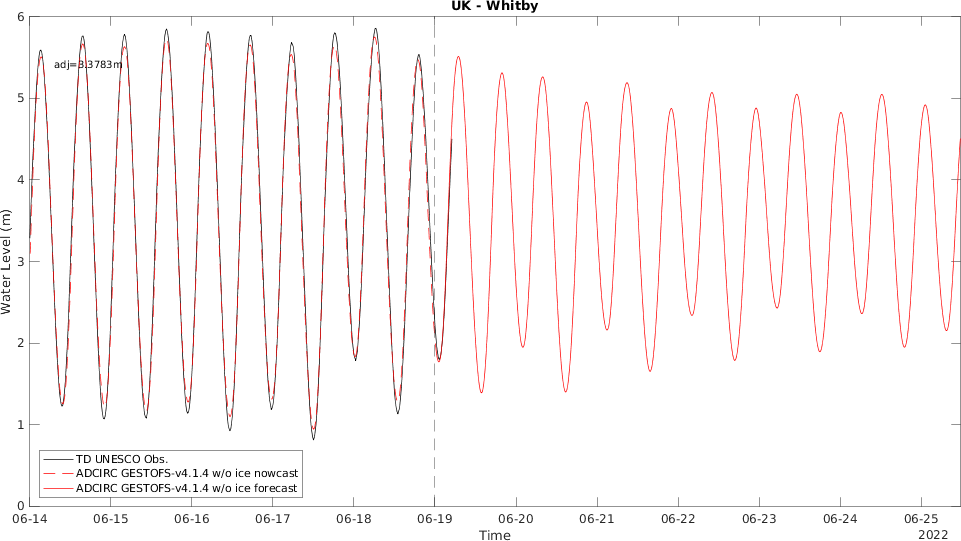 UK - Whitby
6
adj=3.3783m
5
4
3
2
1
0
Water Level (m)
TD UNESCO Obs.
ADCIRC GESTOFS-v4.1.4 w/o ice nowcast
ADCIRC GESTOFS-v4.1.4 w/o ice forecast
06-14 06-15 06-16 06-17 06-18 06-19 06-20 06-21 06-22 06-23 06-24 06-25
Time
2022